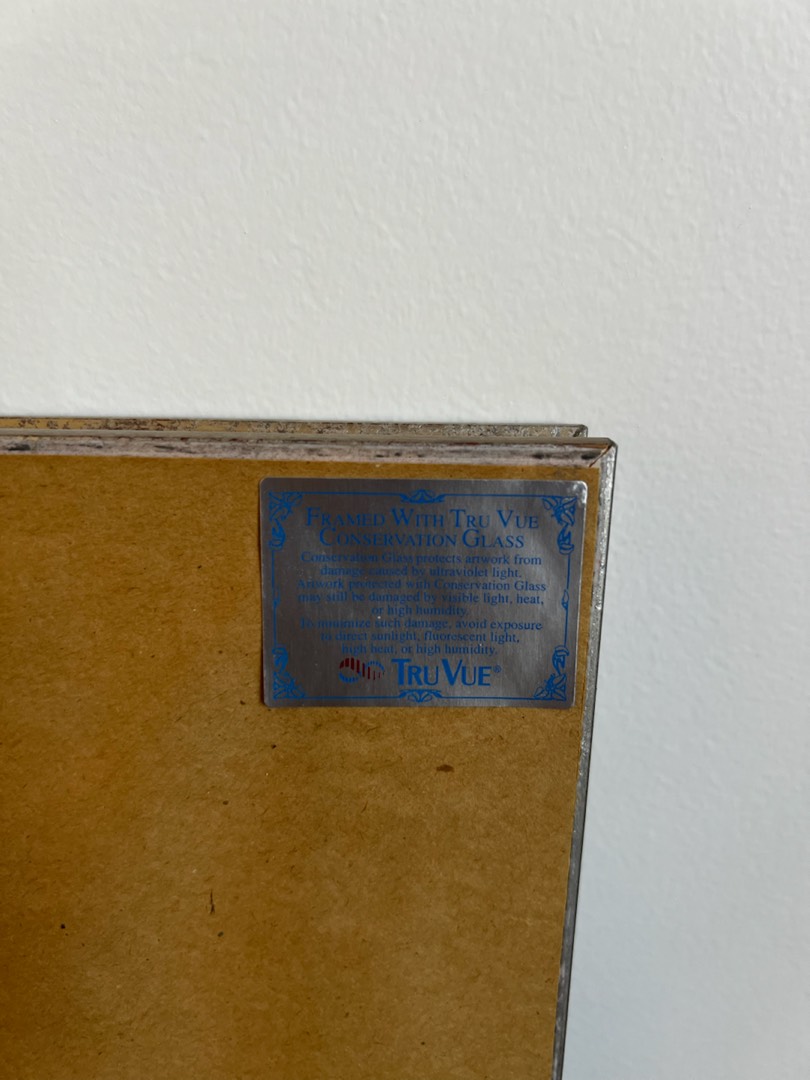 FRAMED WITH TRU VUE
CONSERVATION GLASS
Conservation Glass protects artwork from
damage caused by ultraviolet light.
Artwork protected with Conservation Glass
may still be damaged by visible light, heat,
or high humidity.
To minimize such damage, avoid exposure
to direct sunlight, fluorescent light,
high heat, or high humidity.
TRU VUE®